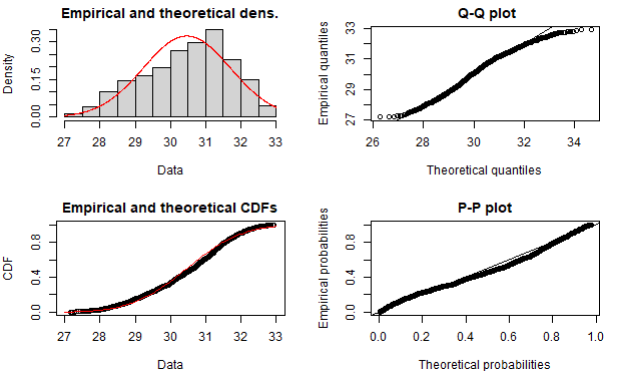 Empirical and theoretical dens.
Density
0.00 0.15 0.30
27 28 29 30 31 32 33
Data
Q-Q plot
Empirical quantiles
27 29 31 33
26 28 30 32 34
Theoretical quantiles
Empirical and theoretical CDFs
CDF
0.0 0.4 0.8
27 28 29 30 31 32 33
Data
P-P plot
Empirical probabilities
0.0 0.4 0.8
0.0 0.2 0.4 0.6 0.8 1.0
Theoretical probabilities